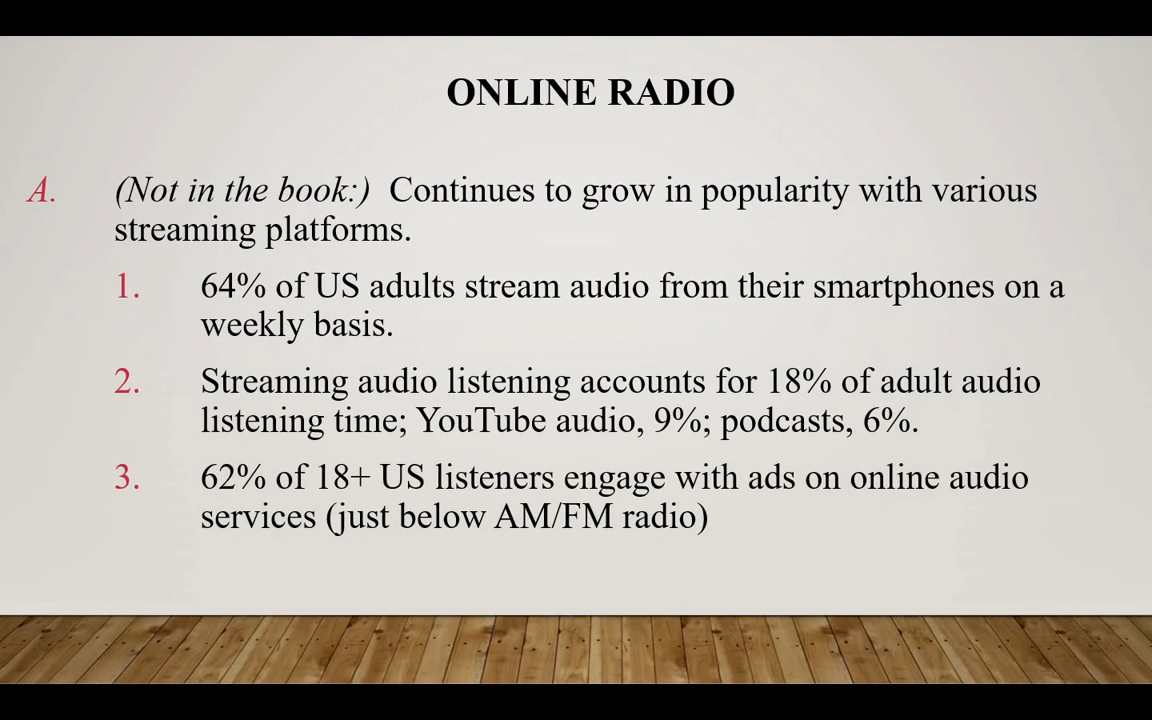 ONLINE RADIO
A. (Not in the book:) Continues to grow in popularity with various
streaming platforms.
1. 64% of US adults stream audio from their smartphones on a
weekly basis.
2. Streaming audio listening accounts for 18% of adult audio
listening time; YouTube audio, 9%; podcasts, 6%.
3. 62% of 18+ US listeners engage with ads on online audio
services (just below AM/FM radio)